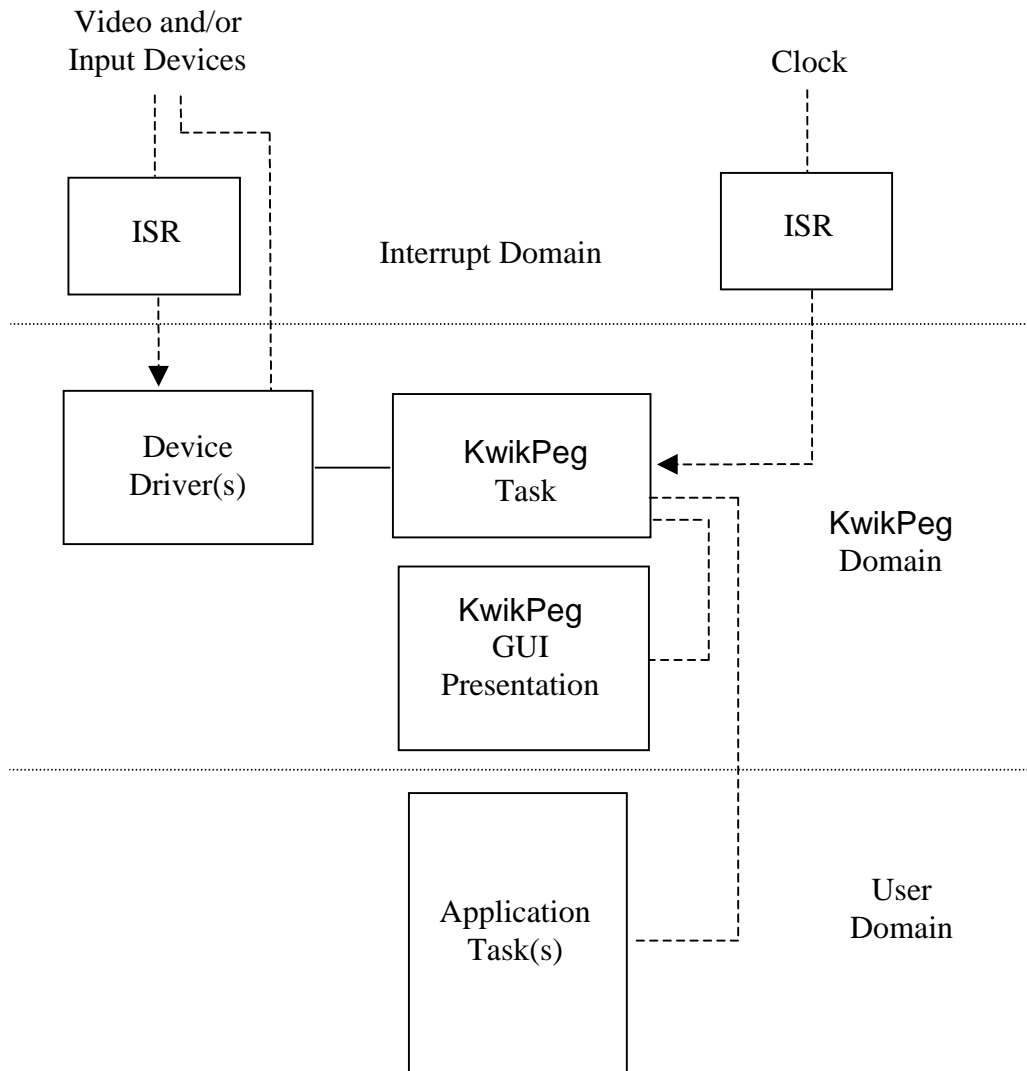 Video and/or
Input Devices
Clock
ISR
ISR
Interrupt Domain
Device
Driver(s)
KwikPeg
Task
KwikPeg
Domain
KwikPeg
GUI
Presentation
Application
Task(s)
User
Domain